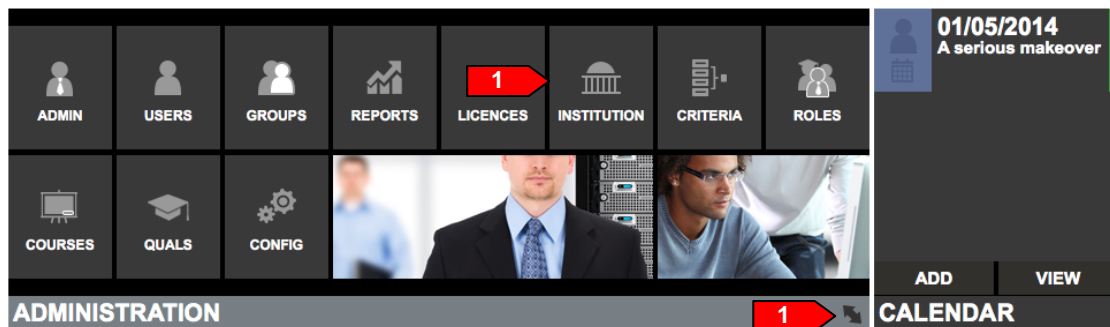 01/05/2014
A serious makeover
1
ADMIN USERS GROUPS REPORTS LICENCES INSTITUTION CRITERIA ROLES
COURSES QUALS CONFIG
ADD VIEW
ADMINISTRATION 1 CALENDAR